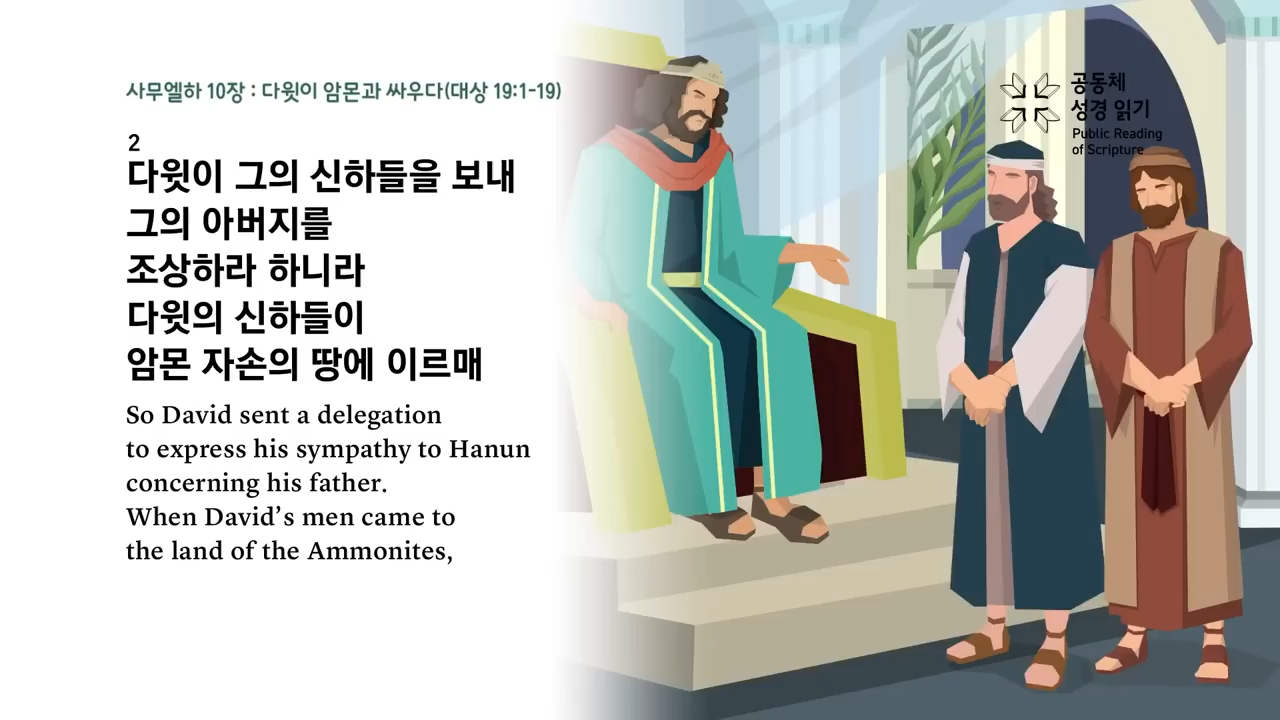 사무엘하 10장 : 다윗이 암몬과 싸우다(대상 19:1-19)
2
다윗이 그의 신하들을 보내
그의 아버지를
조상하라 하니라
다윗의 신하들이
암몬 자손의 땅에 이르매
So David sent a delegation
to express his sympathy to Hanun
concerning his father.
When David’s men came to
the land of the Ammonites,
공동체
성경 읽기
Public Reading
of Scripture